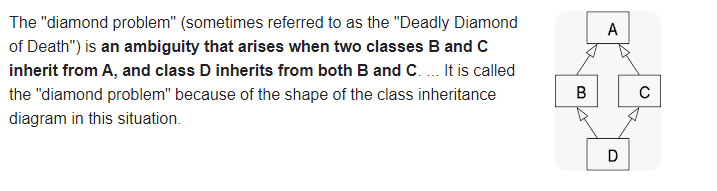 The "diamond problem" (sometimes referred to as the "Deadly Diamond
of Death") is an ambiguity that arises when two classes B and C
inherit from A, and class D inherits from both B and C. ... It is called
the "diamond problem" because of the shape of the class inheritance
diagram in this situation.
A
B C
D